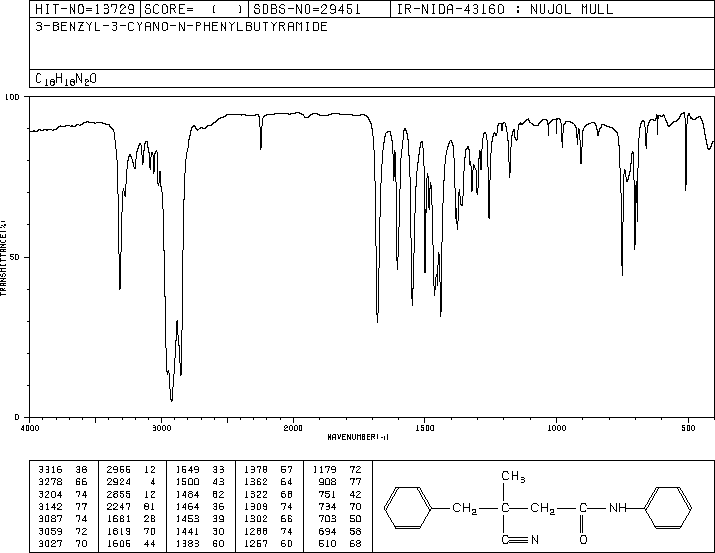 HIT-NO=13729 SCORE= ( ) SDBS-NO=29451 IR-NIDA-43160 : NUJOL MULL
3-BENZYL-3-CYANO-N-PHENYLBUTYRAMIDE
C18H18N2O
100
50
0
TRANSMITTANCE(%)
4000 3000 2000 1500 1000 500
WAVENUMBER(-1)
3316 38 2956 12 1549 33 1378 57 1179 72
3278 66 2924 4 1500 43 1362 64 908 77
3204 74 2855 12 1484 62 1322 68 751 42
3142 77 2247 81 1464 36 1309 74 734 70
3087 74 1681 28 1453 39 1302 66 703 50
3059 72 1619 70 1441 30 1288 74 694 58
3027 70 1606 44 1383 60 1257 60 510 68
CH3
CH2 C CH2 C NH
C≡N O